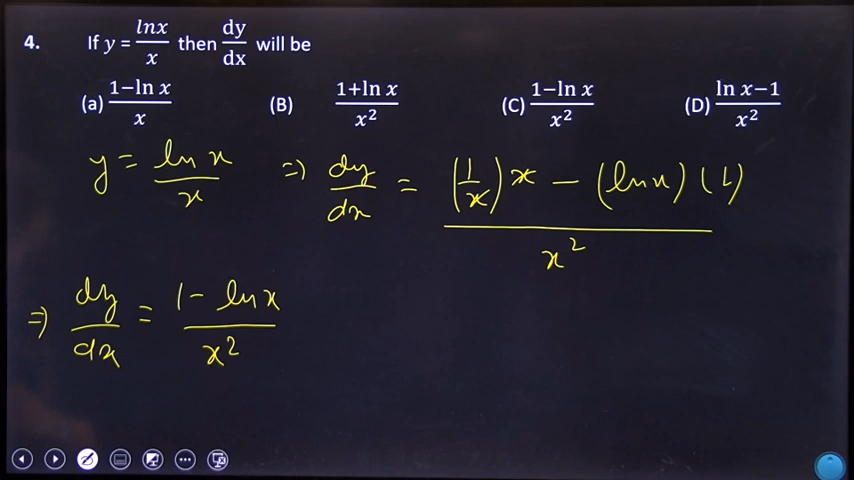 4. If y = lnx/x then dy/dx will be
(a) 1−ln x/x (B) 1+ln x/x² (C) 1−ln x/x² (D) ln x−1/x²
y = ln x/x ⇒ dy/dx = (1/x)x − (ln x)(1)/x²
⇒ dy/dx = 1 − ln x/x²